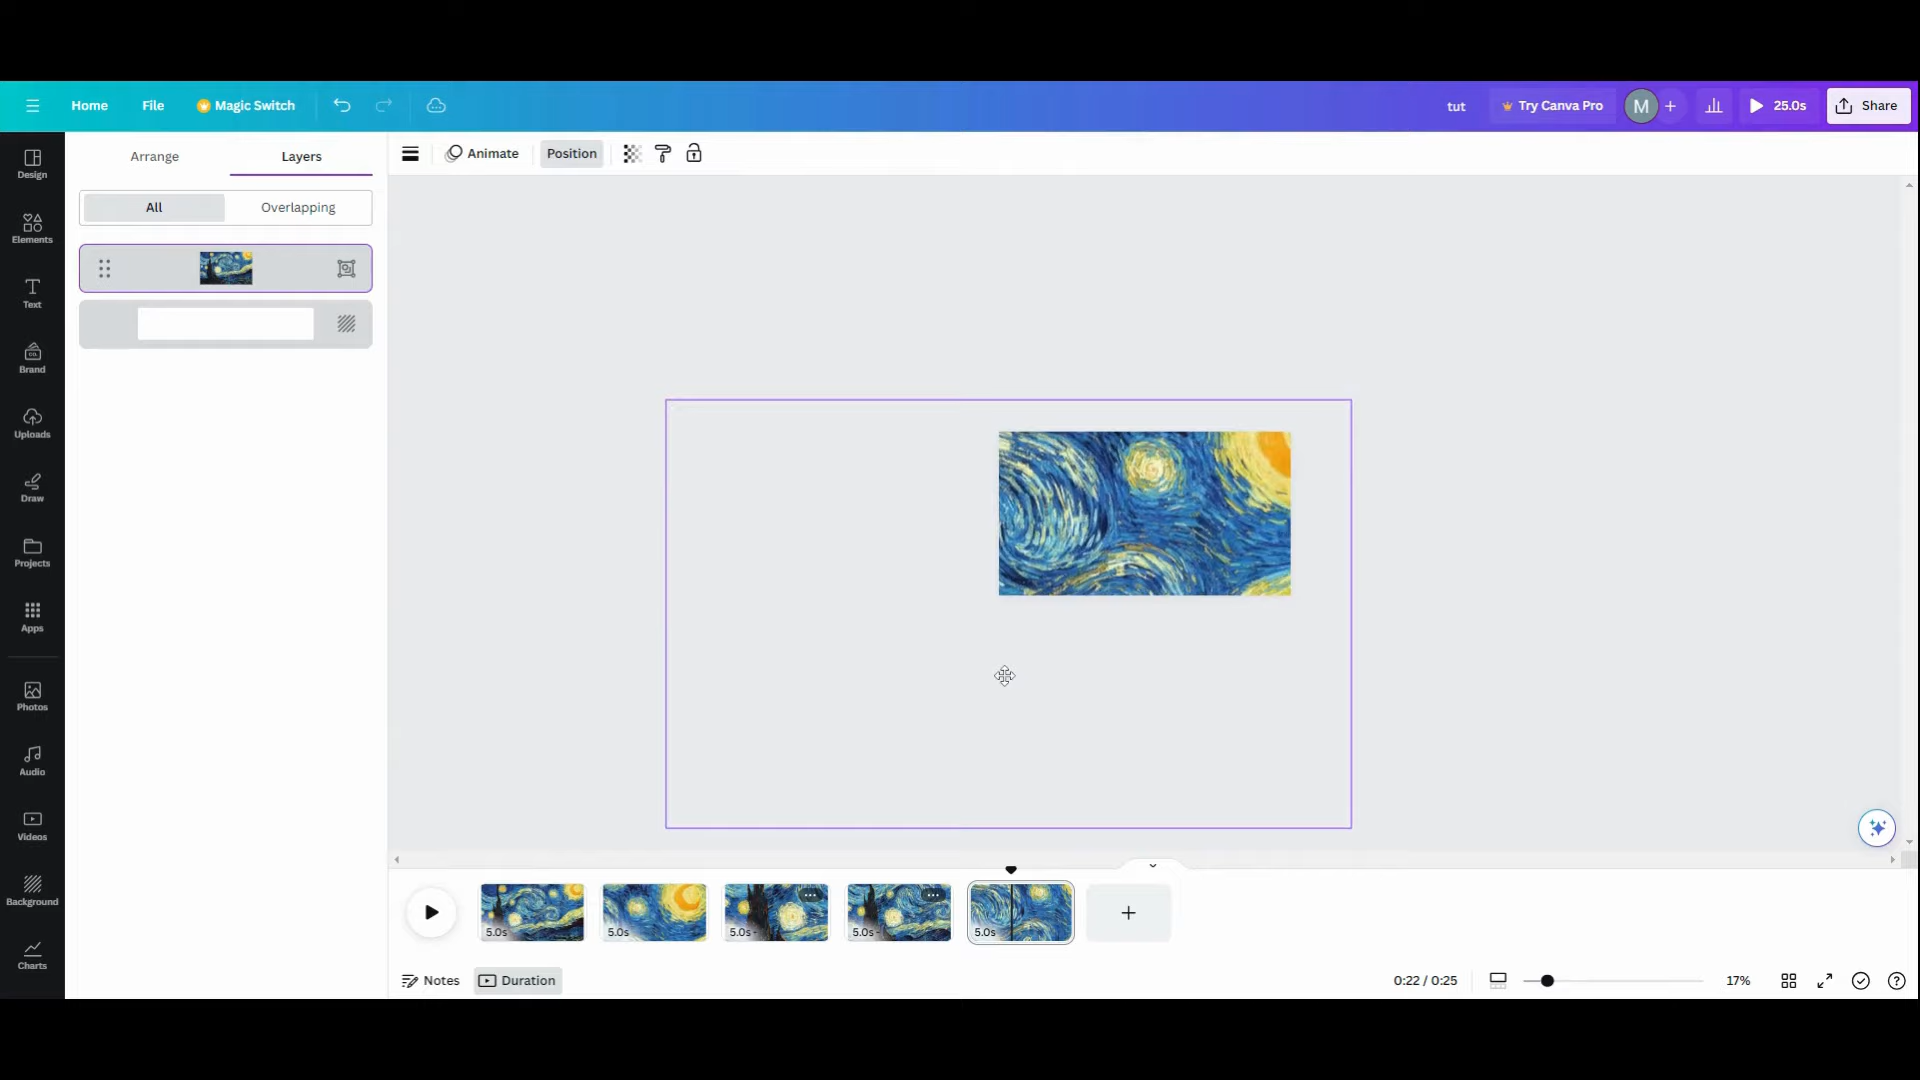 Home File Magic Switch tut Try Canva Pro M + 25.0s Share
Arrange Layers Animate Position
All Overlapping
Design
Elements
Text
Brand
Uploads
Draw
Projects
Apps
Photos
Audio
Videos
Background
Charts
5.0s 5.0s 5.0s 5.0s 5.0s
Notes Duration 0:22 / 0:25 17%